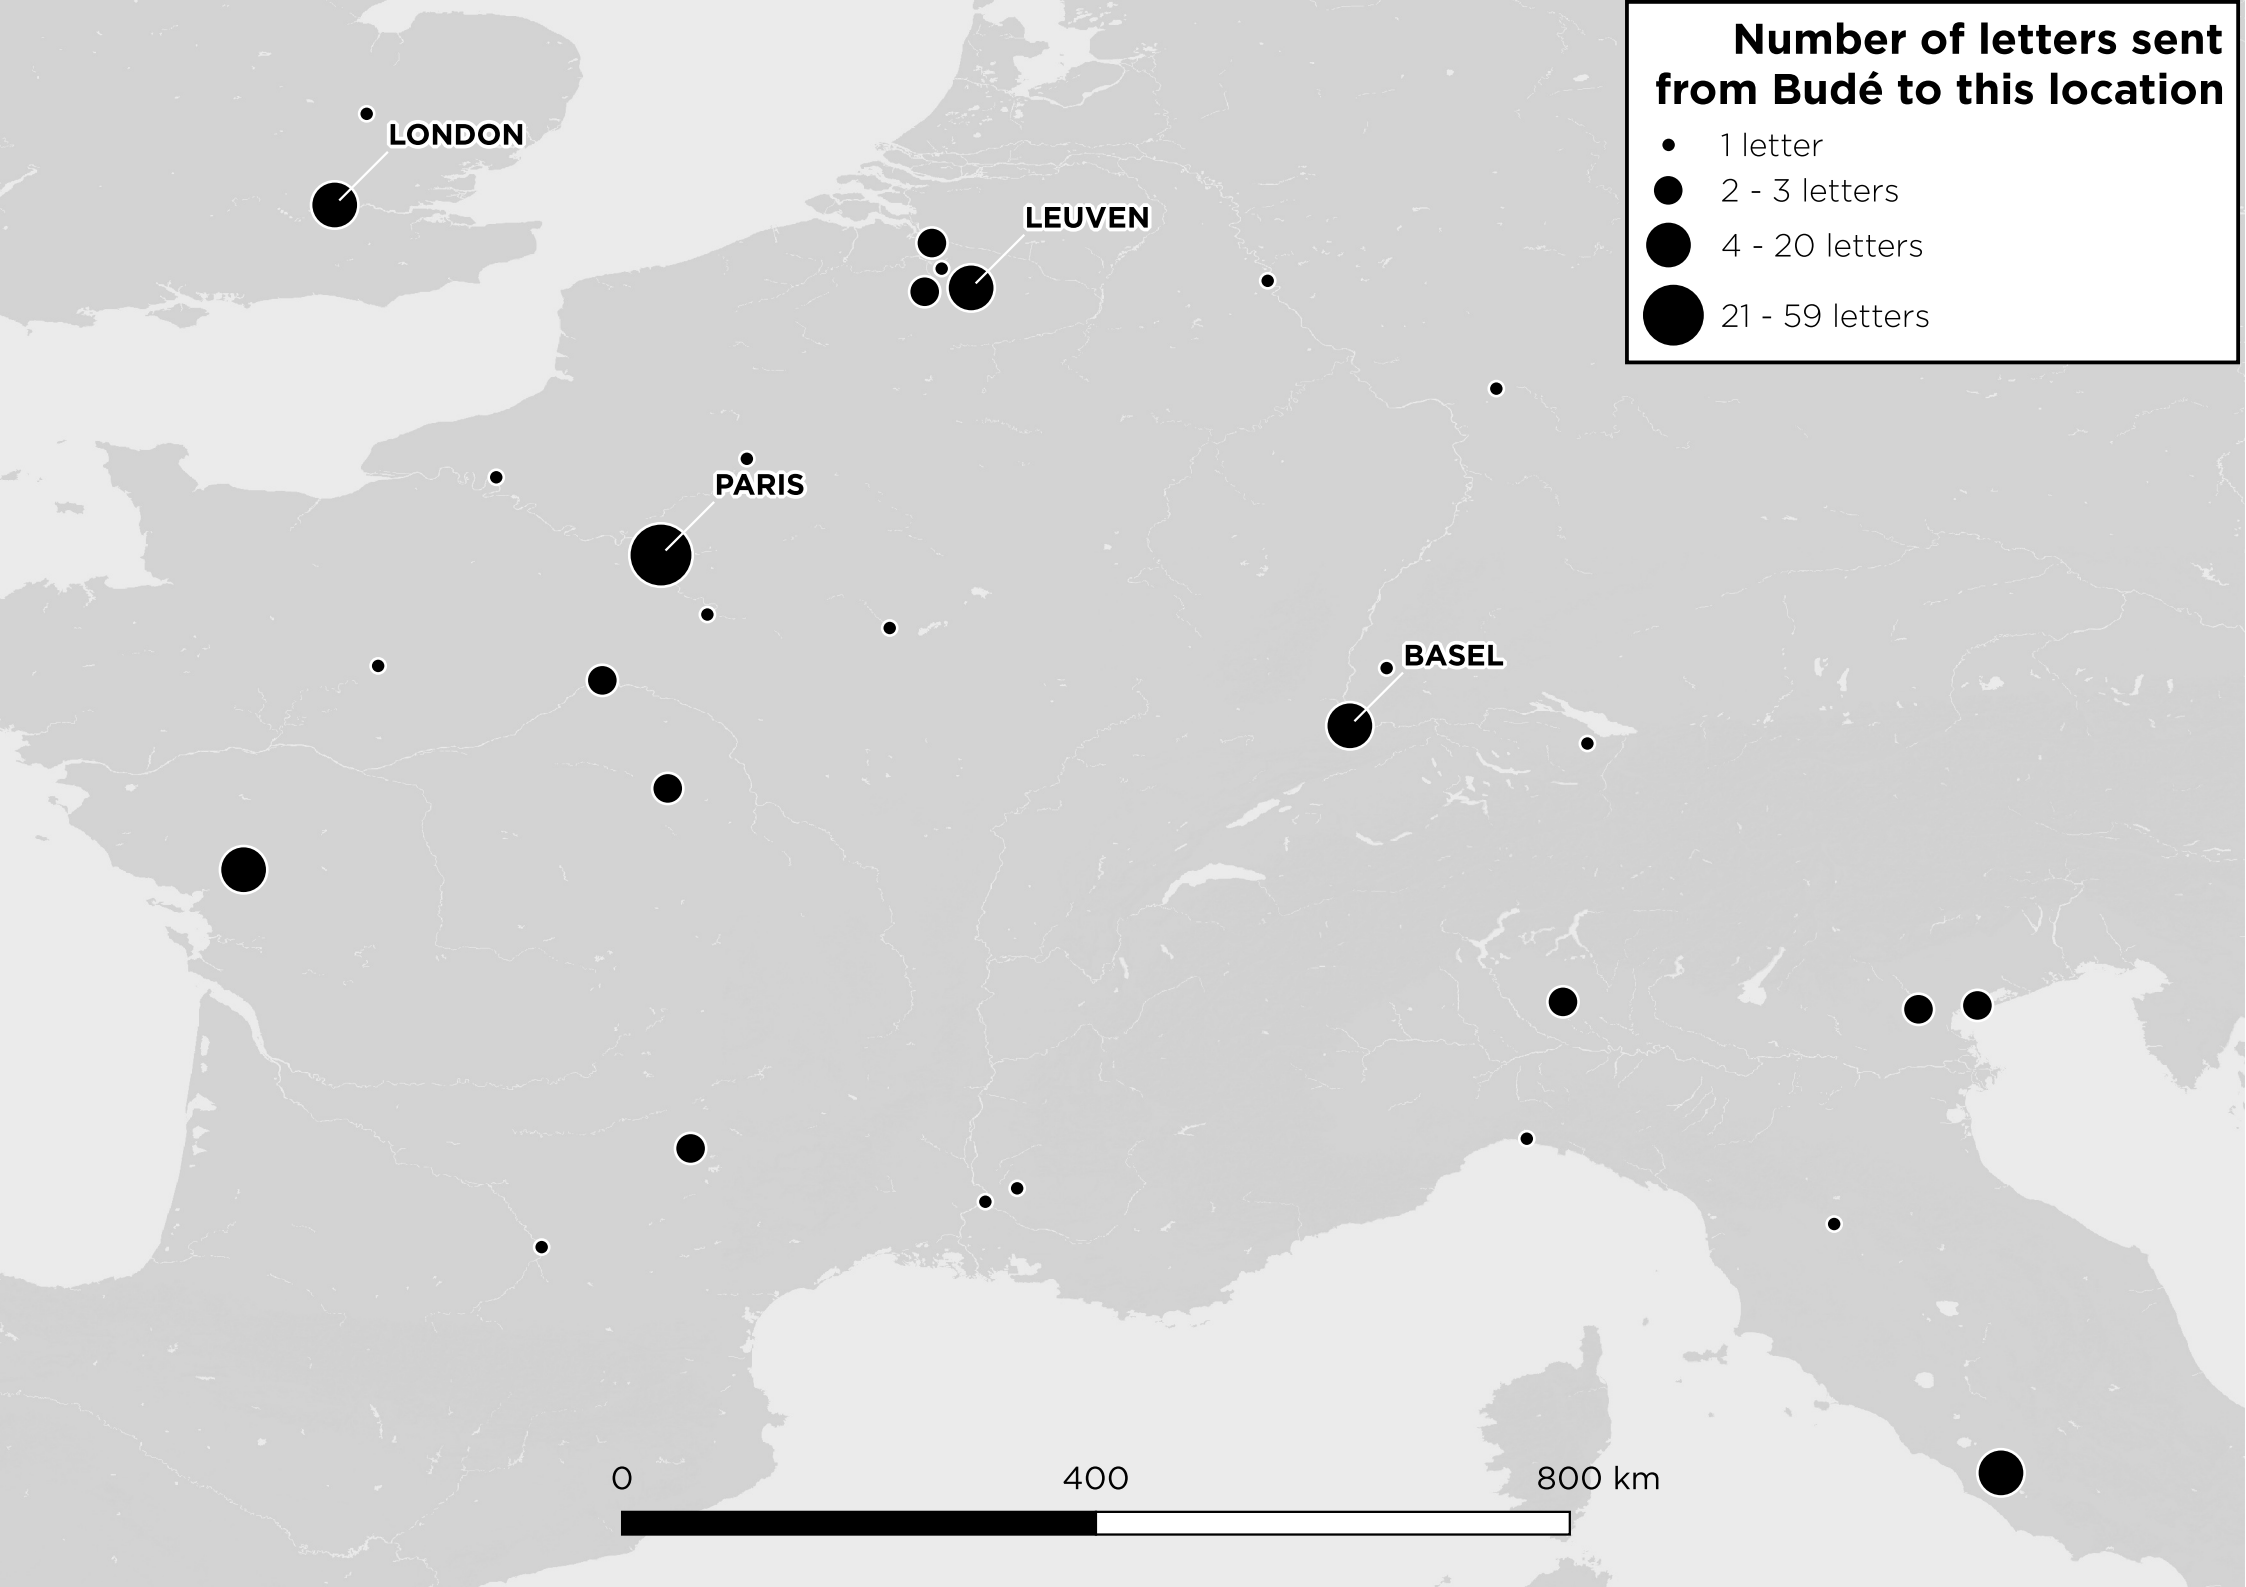 Number of letters sent
from Budé to this location
1 letter
2 - 3 letters
4 - 20 letters
21 - 59 letters
LONDON
LEUVEN
PARIS
BASEL
0 400 800 km